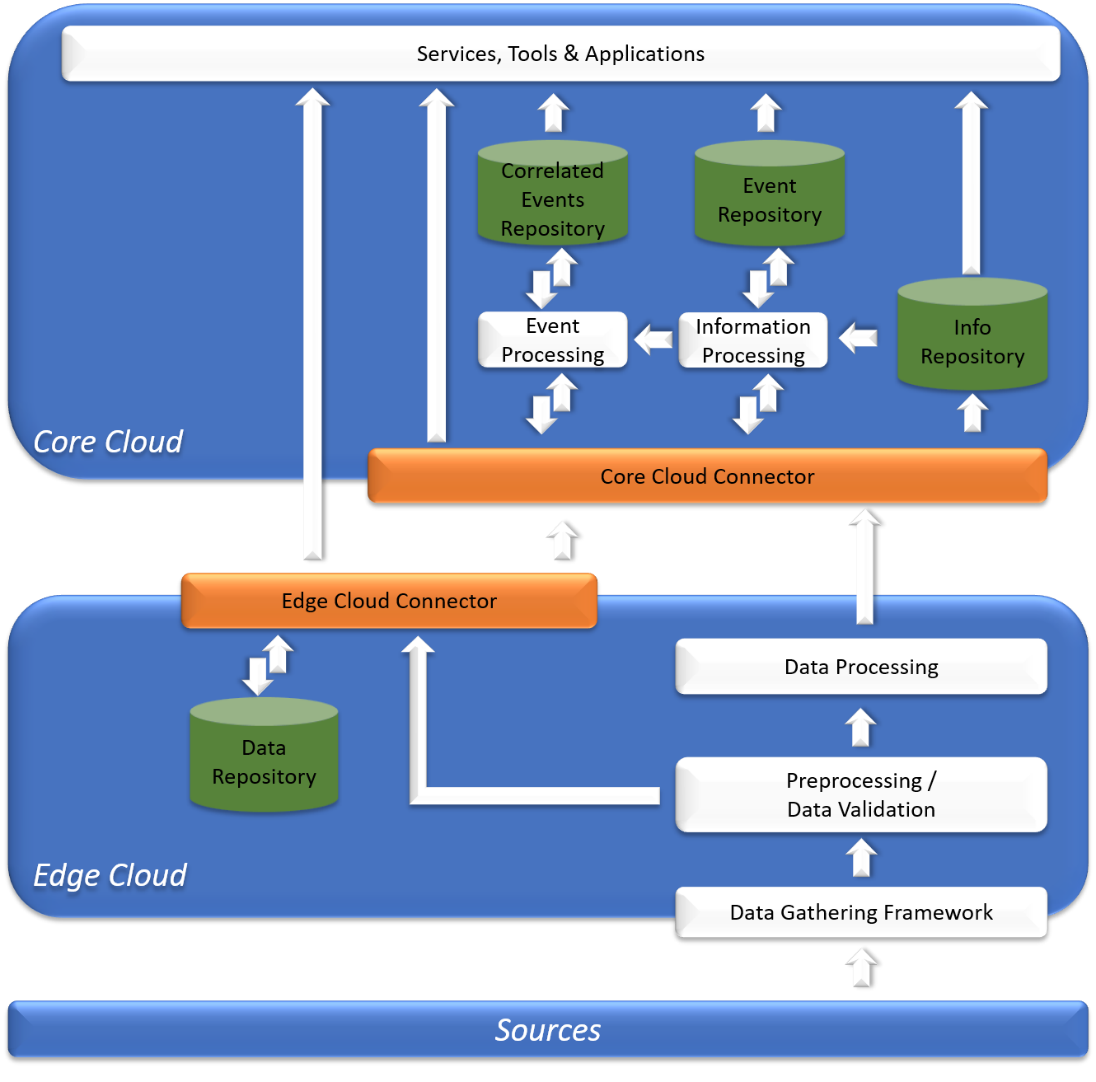 Services, Tools & Applications
Correlated
Events
Repository
Event
Repository
Event
Processing
Information
Processing
Info
Repository
Core Cloud
Core Cloud Connector
Edge Cloud Connector
Data Processing
Data
Repository
Preprocessing /
Data Validation
Edge Cloud
Data Gathering Framework
Sources